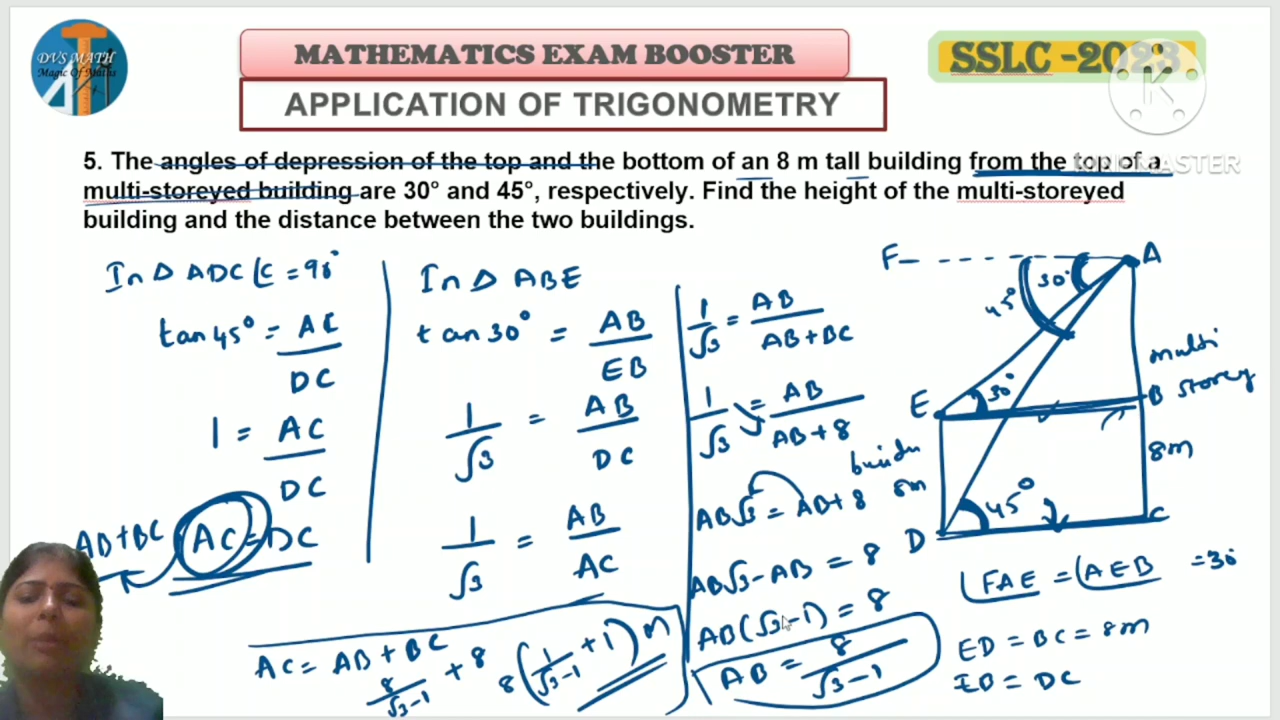 DVS MATH
Magic Of Maths
MATHEMATICS EXAM BOOSTER
SSLC -2023
APPLICATION OF TRIGONOMETRY
5. The angles of depression of the top and the bottom of an 8 m tall building from the top of a
multi-storeyed building are 30° and 45°, respectively. Find the height of the multi-storeyed
building and the distance between the two buildings.
In Δ ADC ∠C = 90°
tan 45° = AC/DC
1 = AC/DC
AB+BC AC = DC
In Δ ABE
tan 30° = AB/EB
1/√3 = AB/DC
1/√3 = AB/AC
AC = AB + BC
8/√3-1 + 8
8(1/√3-1 + 1) m
1/√3 = AB/AB+BC
1/√3 = AB/AB+8
AB√3 = AB+8
AB√3 - AB = 8
AB(√3-1) = 8
AB = 8/√3-1
F
A
30°
45°
multi
storey
E
30°
B
8m
8m
45°
D
C
∠FAE = ∠AEB = 30°
ED = BC = 8m
EB = DC